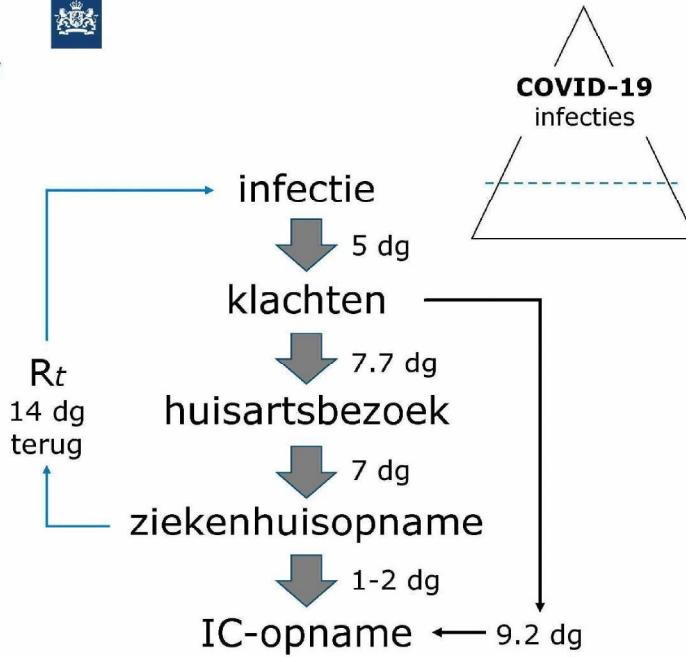 COVID-19
infecties
infectie
5 dg
klachten
7.7 dg
Rt
14 dg
terug
huisartsbezoek
7 dg
ziekenhuisopname
1-2 dg
IC-opname
9.2 dg